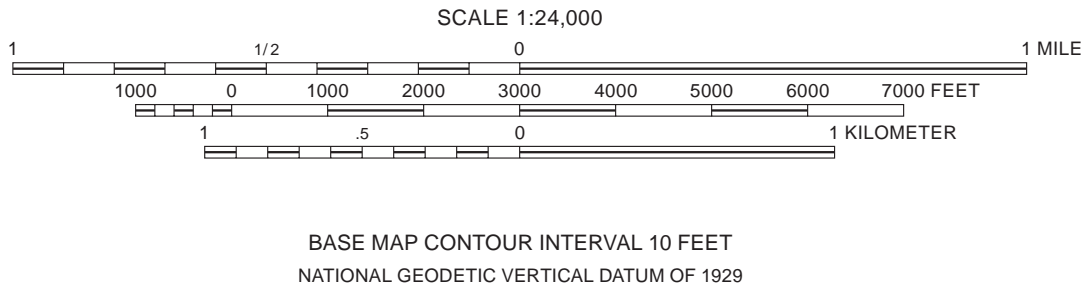 SCALE 1:24,000
1 1/2 0 1 MILE
1000 0 1000 2000 3000 4000 5000 6000 7000 FEET
1 .5 0 1 KILOMETER
BASE MAP CONTOUR INTERVAL 10 FEET
NATIONAL GEODETIC VERTICAL DATUM OF 1929